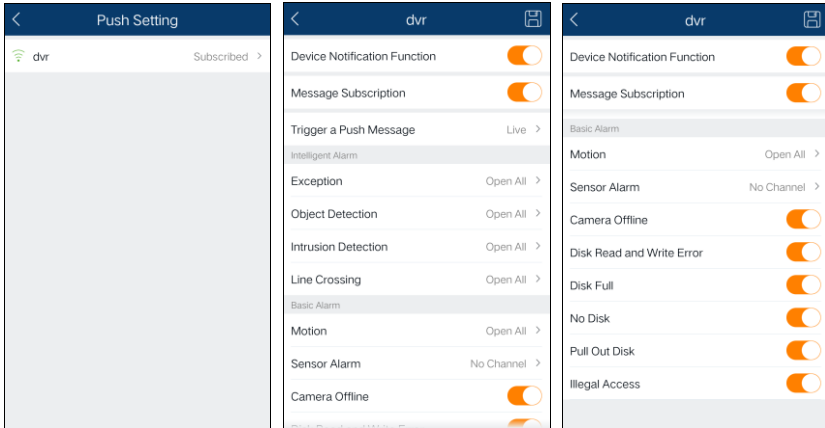 Push Setting
dvr Subscribed
dvr
Device Notification Function
Message Subscription
Trigger a Push Message Live
Intelligent Alarm
Exception Open All
Object Detection Open All
Intrusion Detection Open All
Line Crossing Open All
Basic Alarm
Motion Open All
Sensor Alarm No Channel
Camera Offline
dvr
Device Notification Function
Message Subscription
Basic Alarm
Motion Open All
Sensor Alarm No Channel
Camera Offline
Disk Read and Write Error
Disk Full
No Disk
Pull Out Disk
Illegal Access